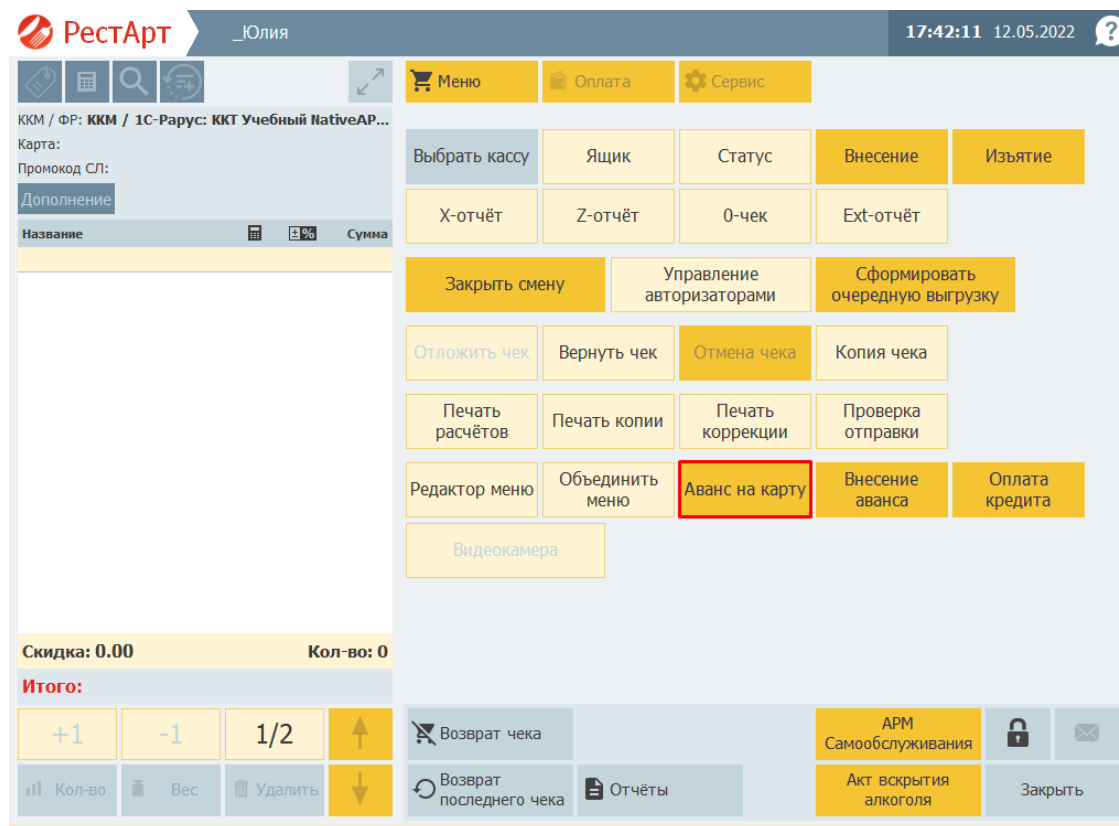 РестАрт
_Юлия
17:42:11 12.05.2022
?
Меню
Оплата
Сервис
ККМ / ФР: ККМ / 1С-Рарус: ККТ Учебный NativeAP...
Карта:
Промокод СЛ:
Дополнение
Название ±% Сумма
Скидка: 0.00 Кол-во: 0
Итого:
+1 -1 1/2
Кол-во Вес Удалить
Выбрать кассу Ящик Статус Внесение Изъятие
X-отчёт Z-отчёт 0-чек Ext-отчёт
Закрыть смену
Управление
авторизаторами
Сформировать
очередную выгрузку
Отложить чек Вернуть чек Отмена чека Копия чека
Печать
расчётов
Печать копии
Печать
коррекции
Проверка
отправки
Редактор меню
Объединить
меню
Аванс на карту
Внесение
аванса
Оплата
кредита
Видеокамера
Возврат чека
АРМ
Самообслуживания
Возврат
последнего чека
Отчёты
Акт вскрытия
алкоголя
Закрыть